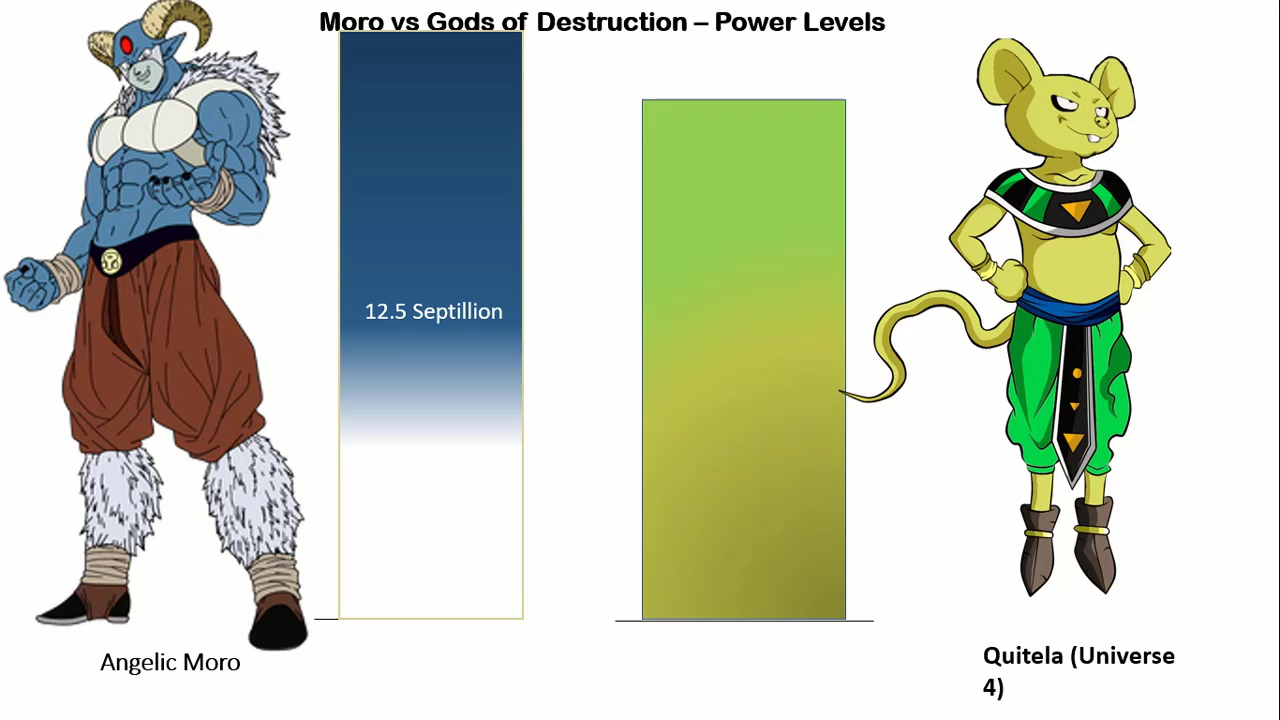 Moro vs Gods of Destruction – Power Levels
12.5 Septillion
Angelic Moro
Quitela (Universe
4)